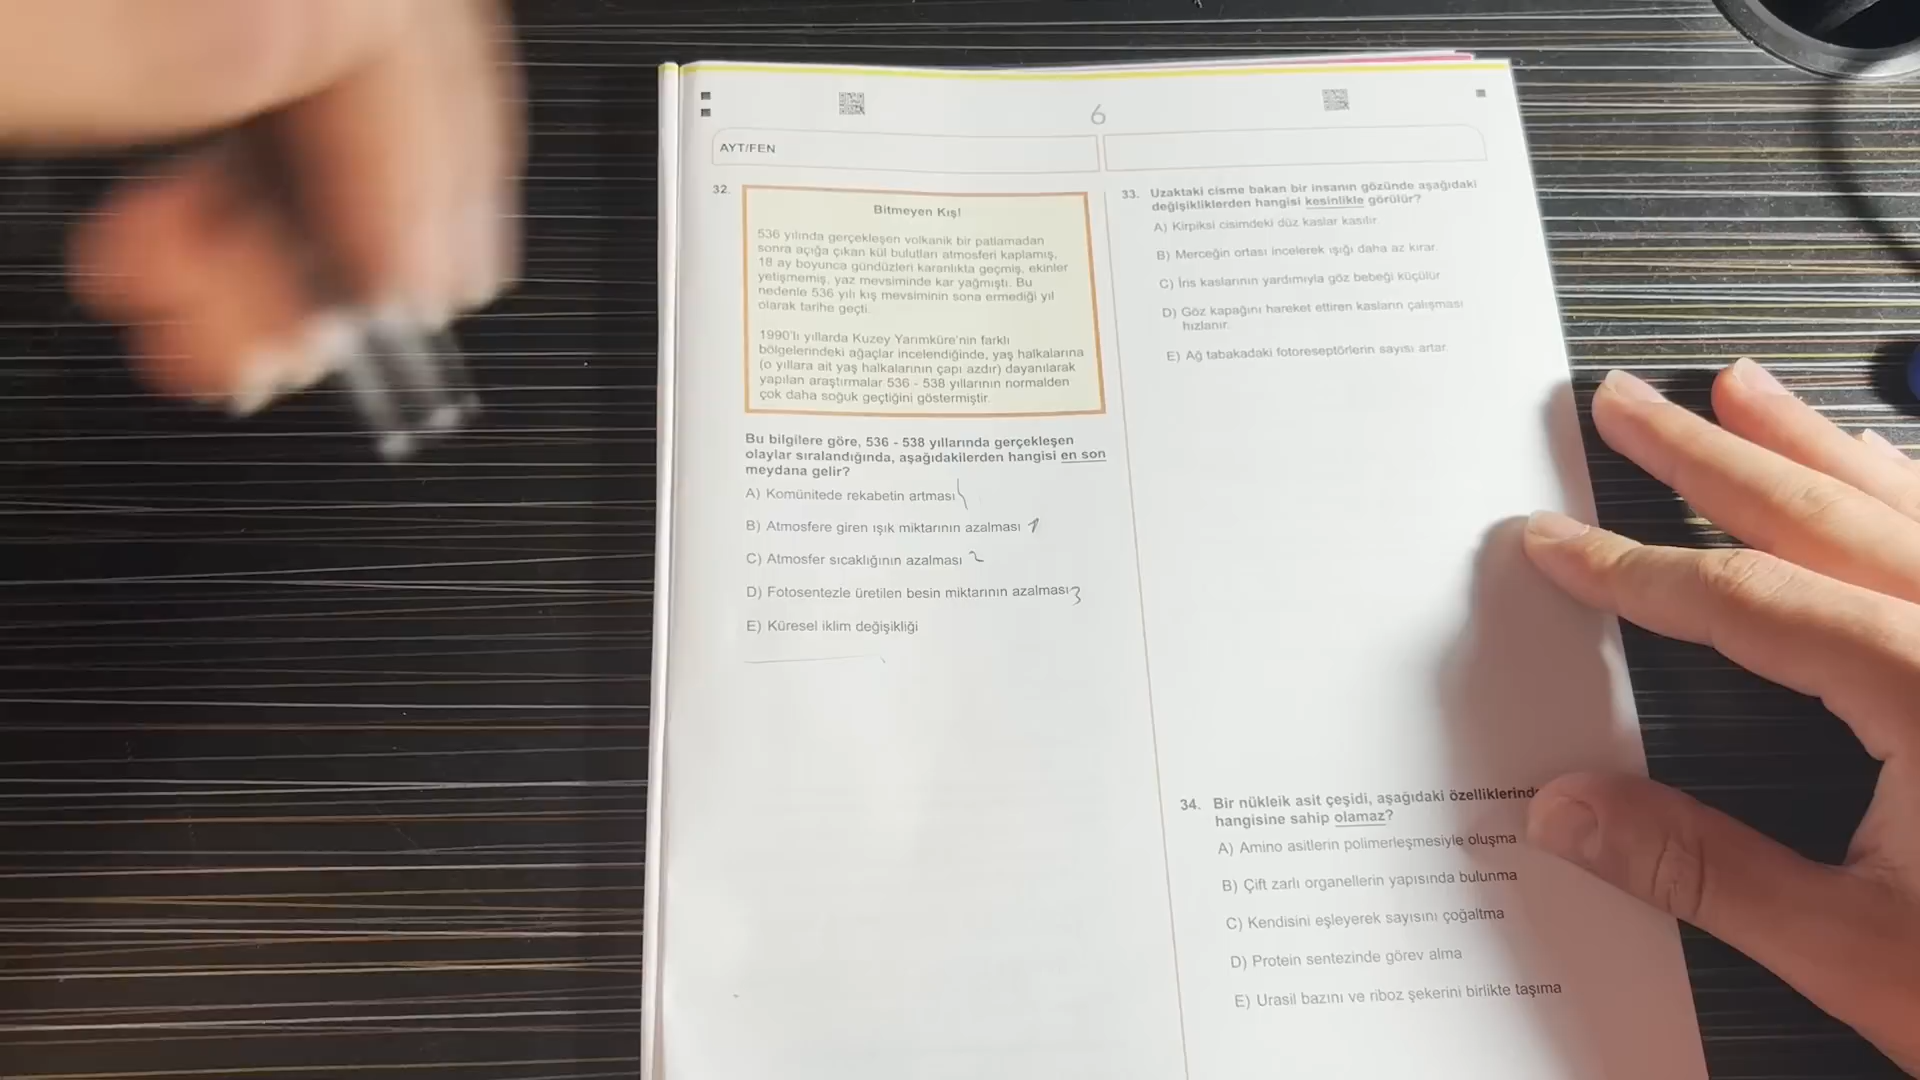 6
AYT/FEN
32.
Bitmeyen Kış!
536 yılında gerçekleşen volkanik bir patlamadan
sonra açığa çıkan kül bulutları atmosferi kaplamış,
18 ay boyunca gündüzleri karanlıkta geçmiş, ekinler
yetişmemiş, yaz mevsiminde kar yağmıştı. Bu
nedenle 536 yılı kış mevsiminin sona ermediği yıl
olarak tarihe geçti.
1990'lı yıllarda Kuzey Yarımküre'nin farklı
bölgelerindeki ağaçlar incelendiğinde, yaş halkalarına
(o yıllara ait yaş halkalarının çapı azdır) dayanılarak
yapılan araştırmalar 536 - 538 yıllarının normalden
çok daha soğuk geçtiğini göstermiştir.
Bu bilgilere göre, 536 - 538 yıllarında gerçekleşen
olaylar sıralandığında, aşağıdakilerden hangisi en son
meydana gelir?
A) Komünitede rekabetin artması
B) Atmosfere giren ışık miktarının azalması 1
C) Atmosfer sıcaklığının azalması 2
D) Fotosentezle üretilen besin miktarının azalması 3
E) Küresel iklim değişikliği
33. Uzaktaki cisme bakan bir insanın gözünde aşağıdaki
değişikliklerden hangisi kesinlikle görülür?
A) Kirpiksi cisimdeki düz kaslar kasılır.
B) Merceğin ortası incelerek ışığı daha az kırar.
C) İris kaslarının yardımıyla göz bebeği küçülür.
D) Göz kapağını hareket ettiren kasların çalışması
hızlanır.
E) Ağ tabakadaki fotoreseptörlerin sayısı artar.
34. Bir nükleik asit çeşidi, aşağıdaki özelliklerind
hangisine sahip olamaz?
A) Amino asitlerin polimerleşmesiyle oluşma
B) Çift zarlı organellerin yapısında bulunma
C) Kendisini eşleyerek sayısını çoğaltma
D) Protein sentezinde görev alma
E) Urasil bazını ve riboz şekerini birlikte taşıma